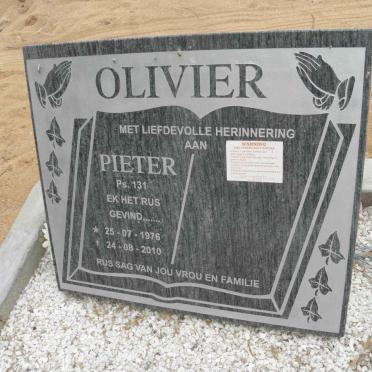 OLIVIER
MET LIEFDEVOLLE HERINNERING
AAN
PIETER
Ps. 131
EK HET RUS
GEVIND.......
★ 25 - 07 - 1976
† 24 - 08 - 2010
RUS SAG VAN JOU VROU EN FAMILIE
WARNING